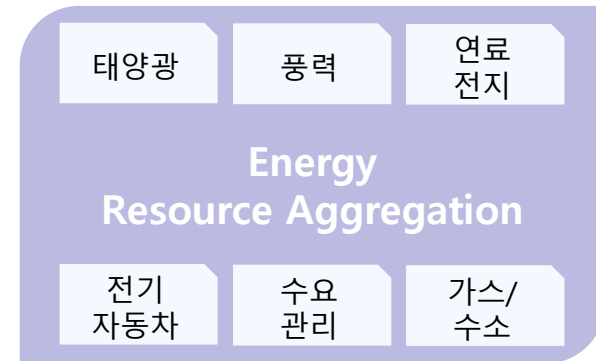 태양광
풍력
연료
전지
Energy
Resource Aggregation
전기
자동차
수요
관리
가스/
수소